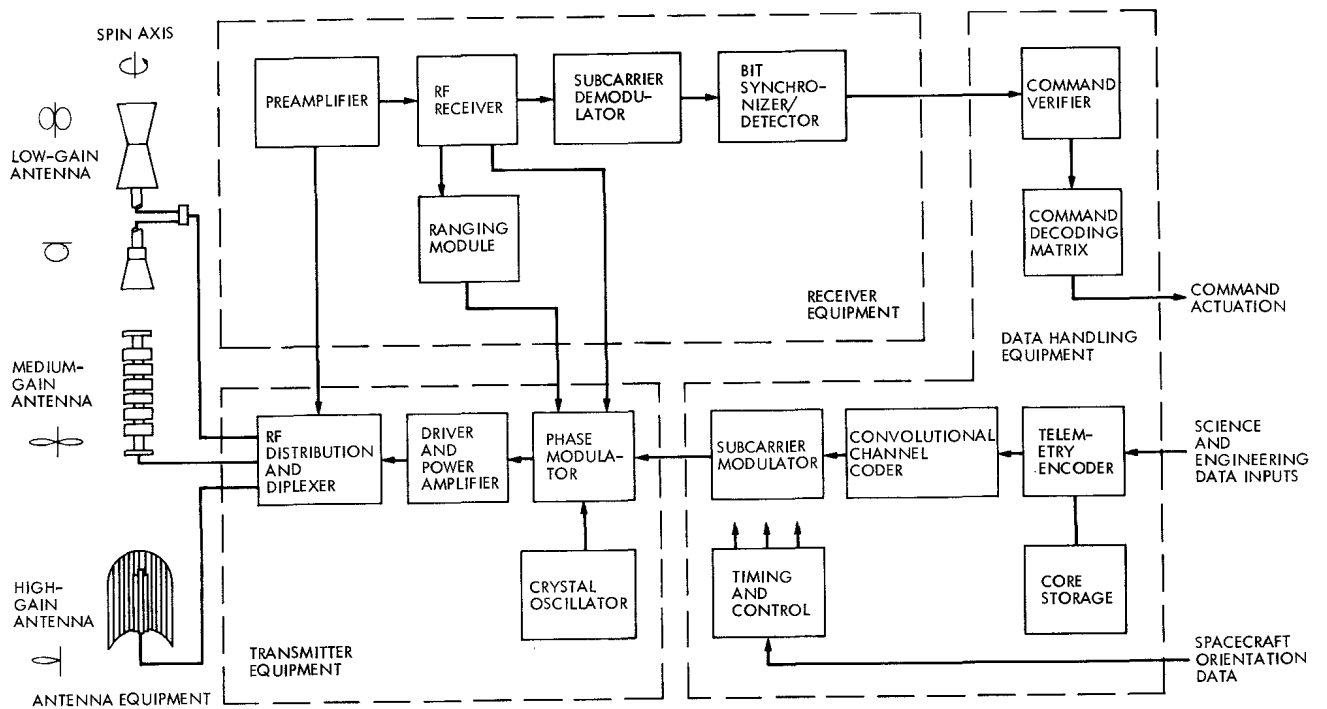 SPIN AXIS
LOW-GAIN
ANTENNA
MEDIUM-
GAIN
ANTENNA
HIGH-
GAIN
ANTENNA
ANTENNA EQUIPMENT
PREAMPLIFIER
RF
RECEIVER
SUBCARRIER
DEMODU-
LATOR
BIT
SYNCHRO-
NIZER/
DETECTOR
RANGING
MODULE
RECEIVER
EQUIPMENT
COMMAND
VERIFIER
COMMAND
DECODING
MATRIX
COMMAND
ACTUATION
DATA HANDLING
EQUIPMENT
RF
DISTRIBUTION
AND
DIPLEXER
DRIVER
AND
POWER
AMPLIFIER
PHASE
MODULA-
TOR
CRYSTAL
OSCILLATOR
TRANSMITTER
EQUIPMENT
SUBCARRIER
MODULATOR
CONVOLUTIONAL
CHANNEL
CODER
TELEM-
ETRY
ENCODER
SCIENCE
AND
ENGINEERING
DATA INPUTS
TIMING
AND
CONTROL
CORE
STORAGE
SPACECRAFT
ORIENTATION
DATA